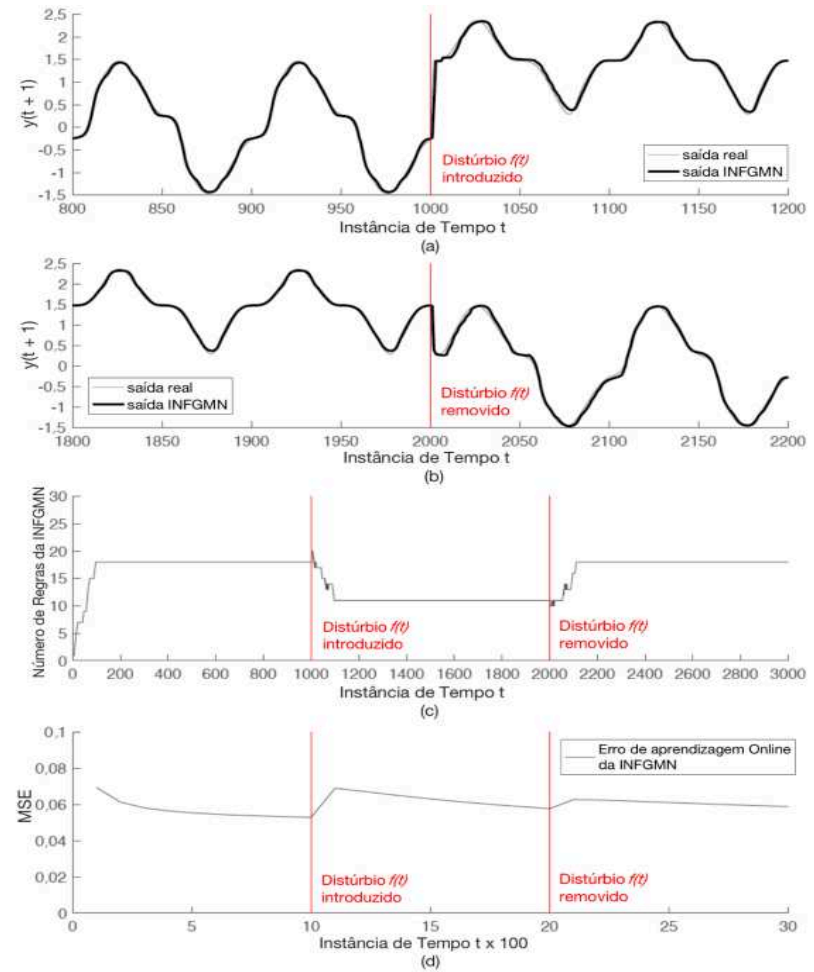 y(t + 1)
2,5
1.5
0,5
0
-0.5
-1.5
saída real
saída INFGMN
Distúrbio f(t)
introduzido
800 850 900 950 1000 1050 1100 1150 1200
Instância de Tempo t
(a)
y(t + 1)
2.5
1.5
0.5
0
-0.5
-1.5
saída real
saída INFGMN
Distúrbio f(t)
removido
1800 1850 1900 1950 2000 2050 2100 2150 2200
Instância de Tempo t
(b)
Número de Regras da INFGMN
30
25
20
15
10
5
0
Distúrbio f(t)
introduzido
Distúrbio f(t)
removido
0 200 400 600 800 1000 1200 1400 1600 1800 2000 2200 2400 2600 2800 3000
Instância de Tempo t
(c)
MSE
0,1
0,08
0,06
0,04
0,02
0
Erro de aprendizagem Online
da INFGMN
Distúrbio f(t)
introduzido
Distúrbio f(t)
removido
0 5 10 15 20 25 30
Instância de Tempo t x 100
(d)